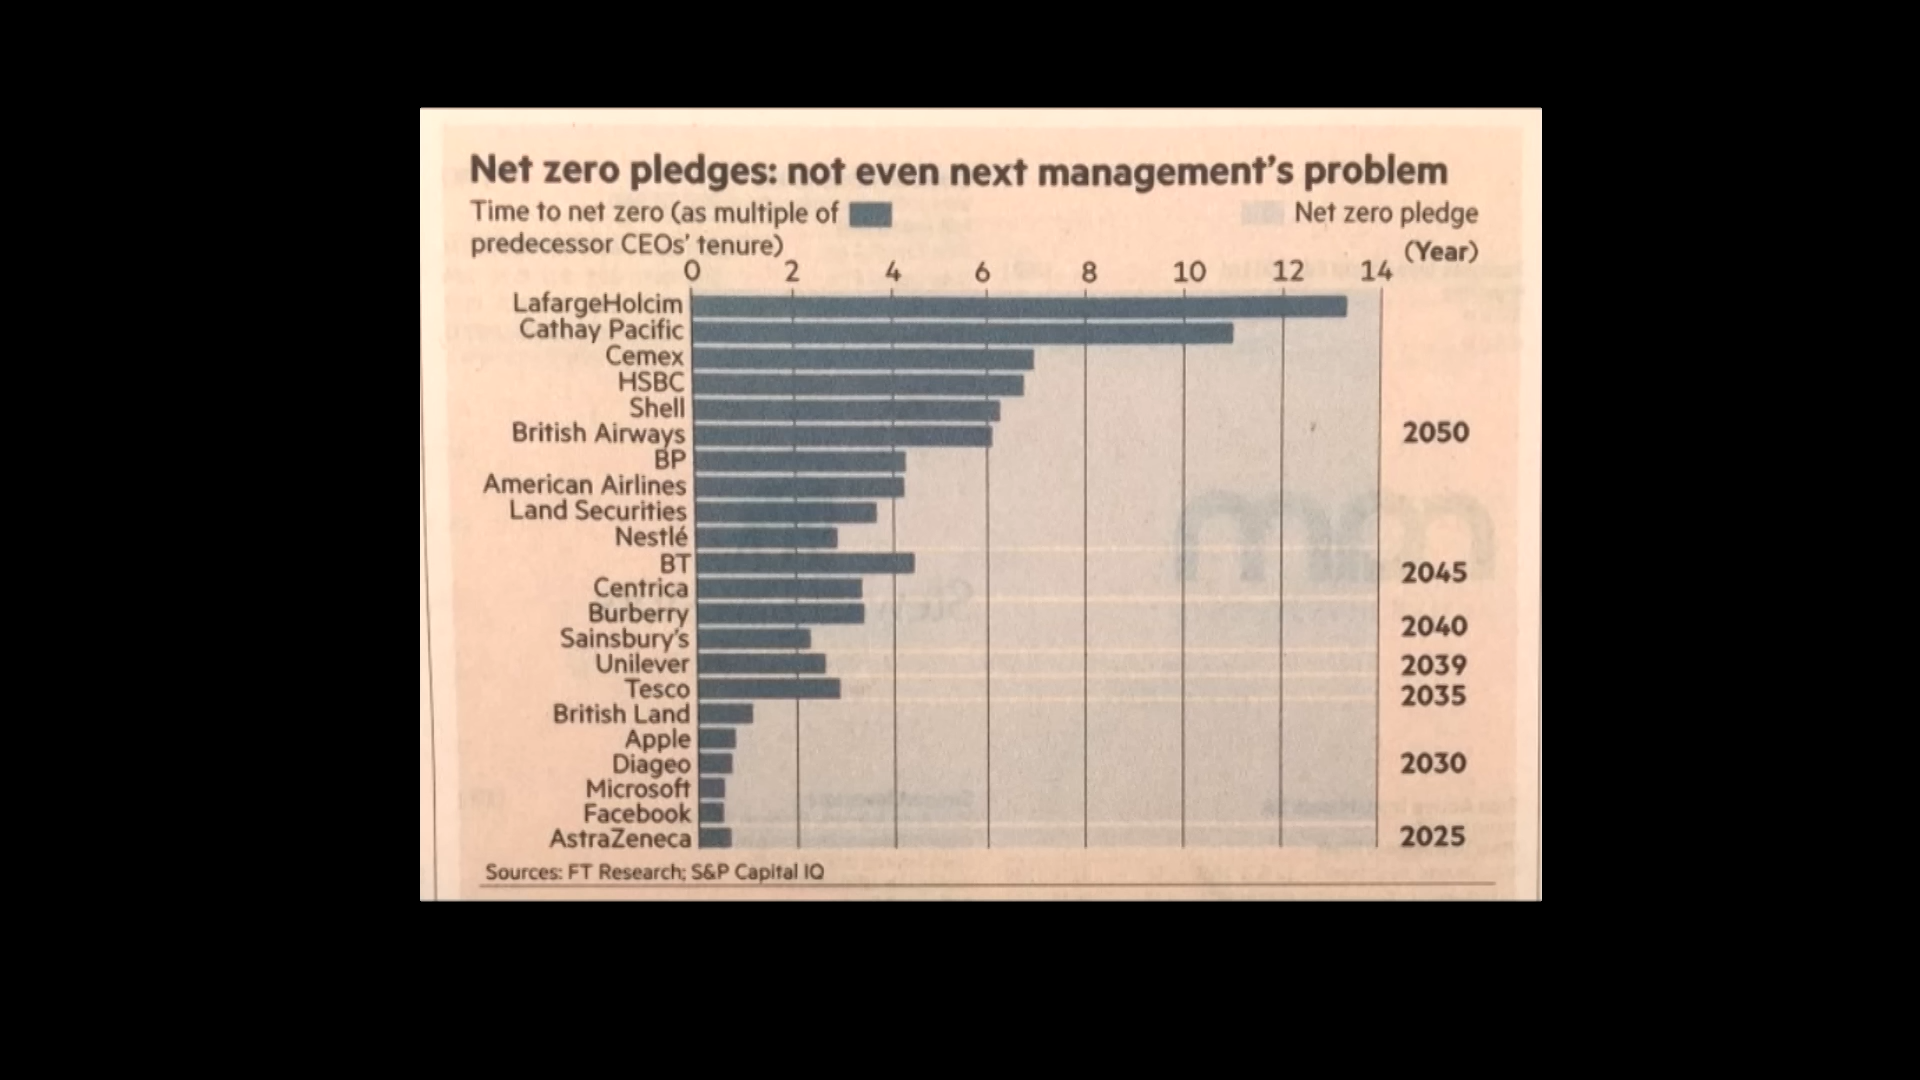 Net zero pledges: not even next management's problem
Time to net zero (as multiple of
predecessor CEOs' tenure)
Net zero pledge
(Year)
0 2 4 6 8 10 12 14
LafargeHolcim
Cathay Pacific
Cemex
HSBC
Shell
British Airways 2050
BP
American Airlines
Land Securities
Nestlé
BT 2045
Centrica
Burberry 2040
Sainsbury's
Unilever 2039
Tesco 2035
British Land
Apple
Diageo 2030
Microsoft
Facebook
AstraZeneca 2025
Sources: FT Research; S&P Capital IQ